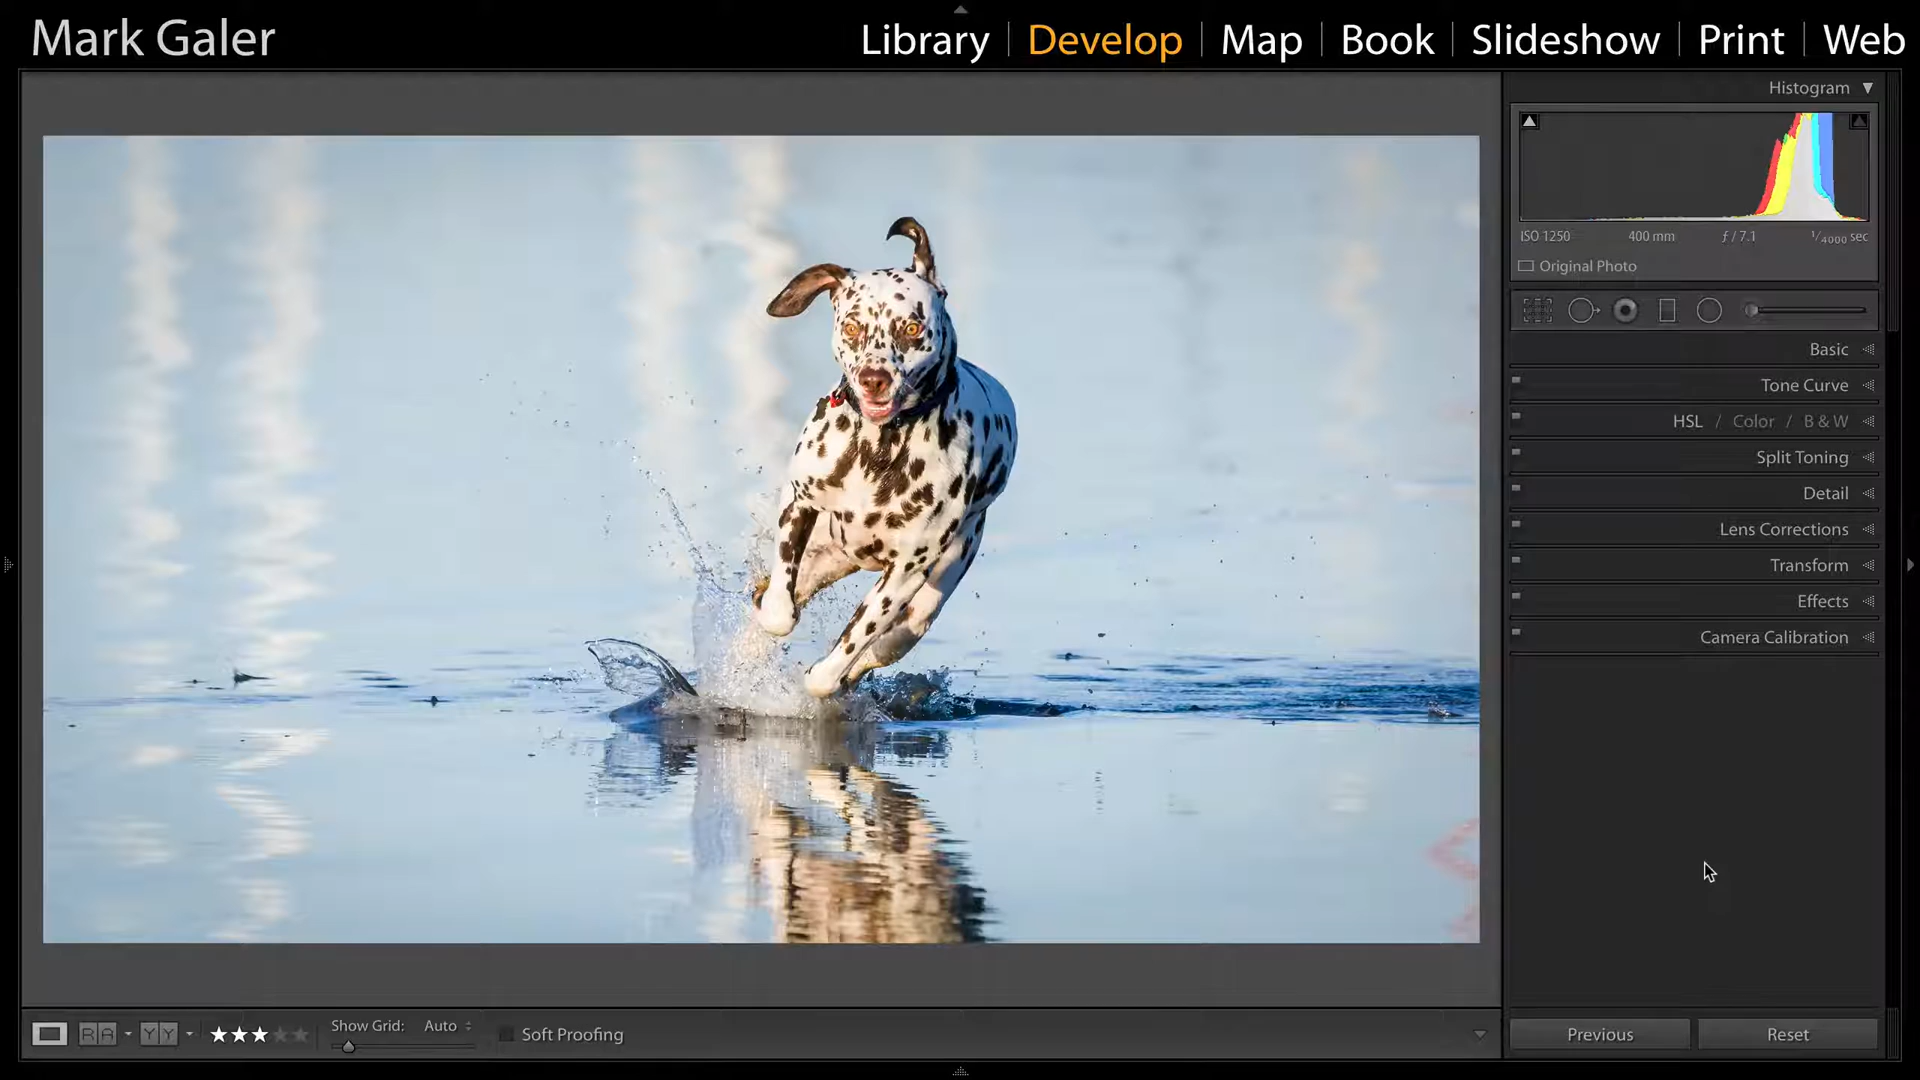 Mark Galer
Library Develop Map Book Slideshow Print Web
Histogram
ISO 1250 400 mm ƒ / 7.1 1/4000 sec
Original Photo
Basic
Tone Curve
HSL / Color / B & W
Split Toning
Detail
Lens Corrections
Transform
Effects
Camera Calibration
R A Y Y Show Grid: Auto Soft Proofing
Previous Reset